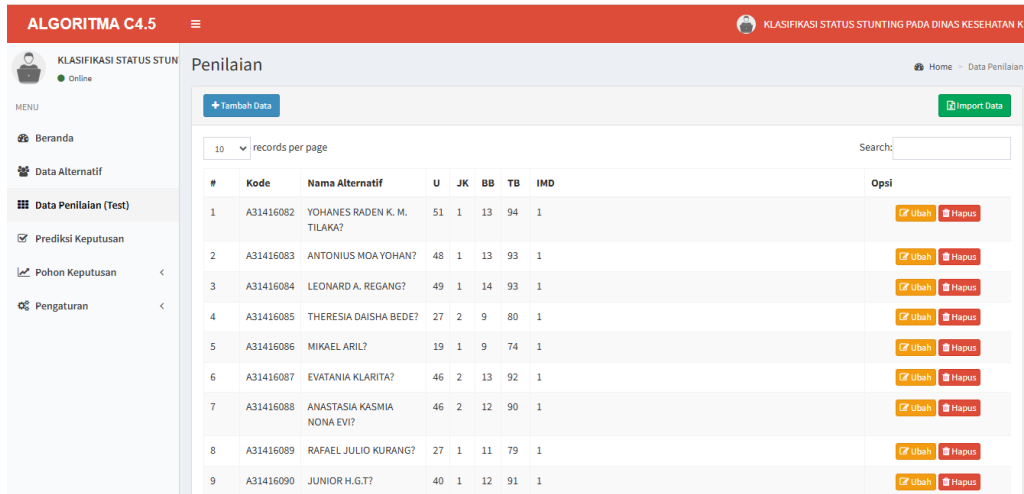 ALGORITMA C4.5
KLASIFIKASI STATUS STUNTING PADA DINAS KESEHATAN K
KLASIFIKASI STATUS STUN
Online
MENU
Beranda
Data Alternatif
Data Penilaian (Test)
Prediksi Keputusan
Pohon Keputusan
Pengaturan
Penilaian
Home > Data Penilaian
Tambah Data
Import Data
10 records per page
Search:
# Kode Nama Alternatif U JK BB TB IMD Opsi
1 A31416082 YOHANES RADEN K. M. 51 1 13 94 1 Ubah Hapus
TILAKA?
2 A31416083 ANTONIUS MOA YOHAN? 48 1 13 93 1 Ubah Hapus
3 A31416084 LEONARD A. REGANG? 49 1 14 93 1 Ubah Hapus
4 A31416085 THERESIA DAISHA BEDE? 27 2 9 80 1 Ubah Hapus
5 A31416086 MIKAEL ARIL? 19 1 9 74 1 Ubah Hapus
6 A31416087 EVATANIA KLARITA? 46 2 13 92 1 Ubah Hapus
7 A31416088 ANASTASIA KASMIA 46 2 12 90 1 Ubah Hapus
NONA EVI?
8 A31416089 RAFAEL JULIO KURANG? 27 1 11 79 1 Ubah Hapus
9 A31416090 JUNIOR H.G.T? 40 1 12 91 1 Ubah Hapus